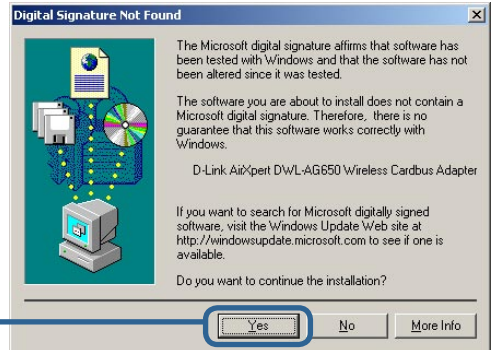 Digital Signature Not Found
The Microsoft digital signature affirms that software has
been tested with Windows and that the software has not
been altered since it was tested.
The software you are about to install does not contain a
Microsoft digital signature. Therefore, there is no
guarantee that this software works correctly with
Windows.
D-Link AirXpert DWL-AG650 Wireless Cardbus Adapter
If you want to search for Microsoft digitally signed
software, visit the Windows Update Web site at
http://windowsupdate.microsoft.com to see if one is
available.
Do you want to continue the installation?
Yes No More Info